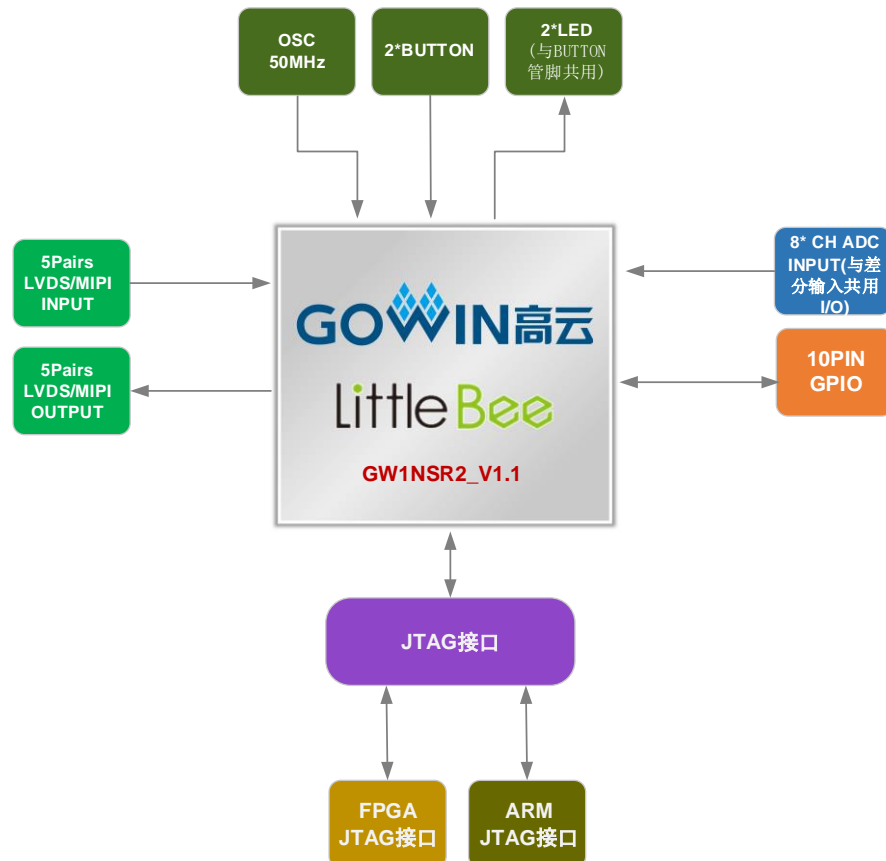 OSC
50MHz
2*BUTTON
2*LED
(与BUTTON
管脚共用)
5Pairs
LVDS/MIPI
INPUT
8* CH ADC
INPUT(与差
分输入共用
I/O)
GOWIN高云
5Pairs
LVDS/MIPI
OUTPUT
10PIN
GPIO
LittleBee
GW1NSR2_V1.1
JTAG接口
FPGA
JTAG接口
ARM
JTAG接口